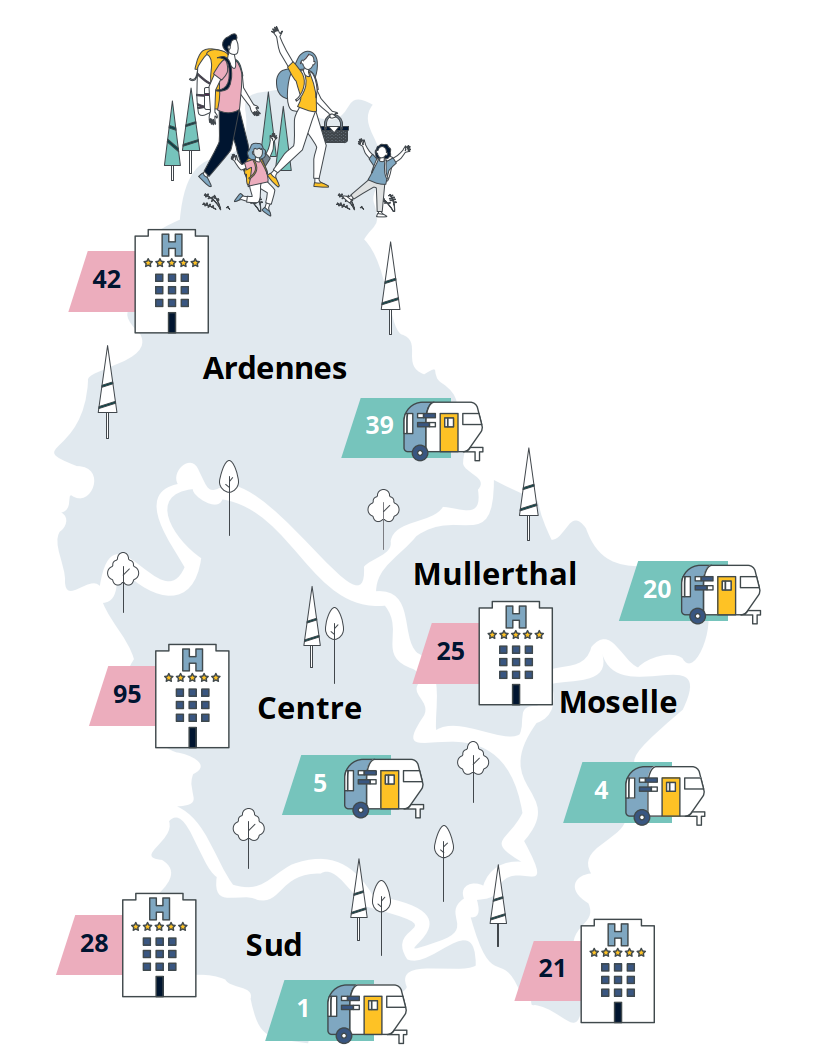 H
42
Ardennes
39
Mullerthal
20
H
25
H
95
Centre
Moselle
5
4
H
28
Sud
H
21
1